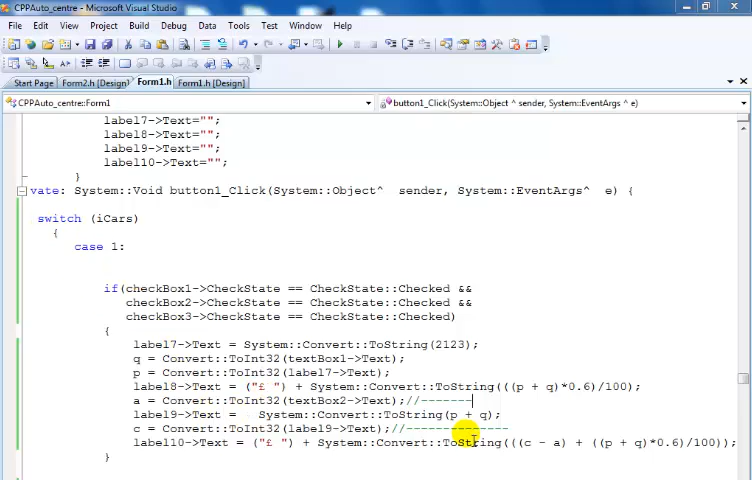 CPPAuto_centre - Microsoft Visual Studio
File Edit View Project Build Debug Data Tools Test Window Help
Start Page Form2.h [Design] Form1.h Form1.h [Design]
CPPAuto_centre::Form1 button1_Click(System::Object ^ sender, System::EventArgs ^ e)
label7->Text="";
label8->Text="";
label9->Text="";
label10->Text="";
}
vate: System::Void button1_Click(System::Object^ sender, System::EventArgs^ e) {
switch (iCars)
{
case 1:
if(checkBox1->CheckState == CheckState::Checked &&
checkBox2->CheckState == CheckState::Checked &&
checkBox3->CheckState == CheckState::Checked)
{
label7->Text = System::Convert::ToString(2123);
q = Convert::ToInt32(textBox1->Text);
p = Convert::ToInt32(label7->Text);
label8->Text = ("£ ") + System::Convert::ToString(((p + q)*0.6)/100);
a = Convert::ToInt32(textBox2->Text);//-------
label9->Text = System::Convert::ToString(p + q);
c = Convert::ToInt32(label9->Text);//--------------
label10->Text = ("£ ") + System::Convert::ToString(((c - a) + ((p + q)*0.6)/100));
}